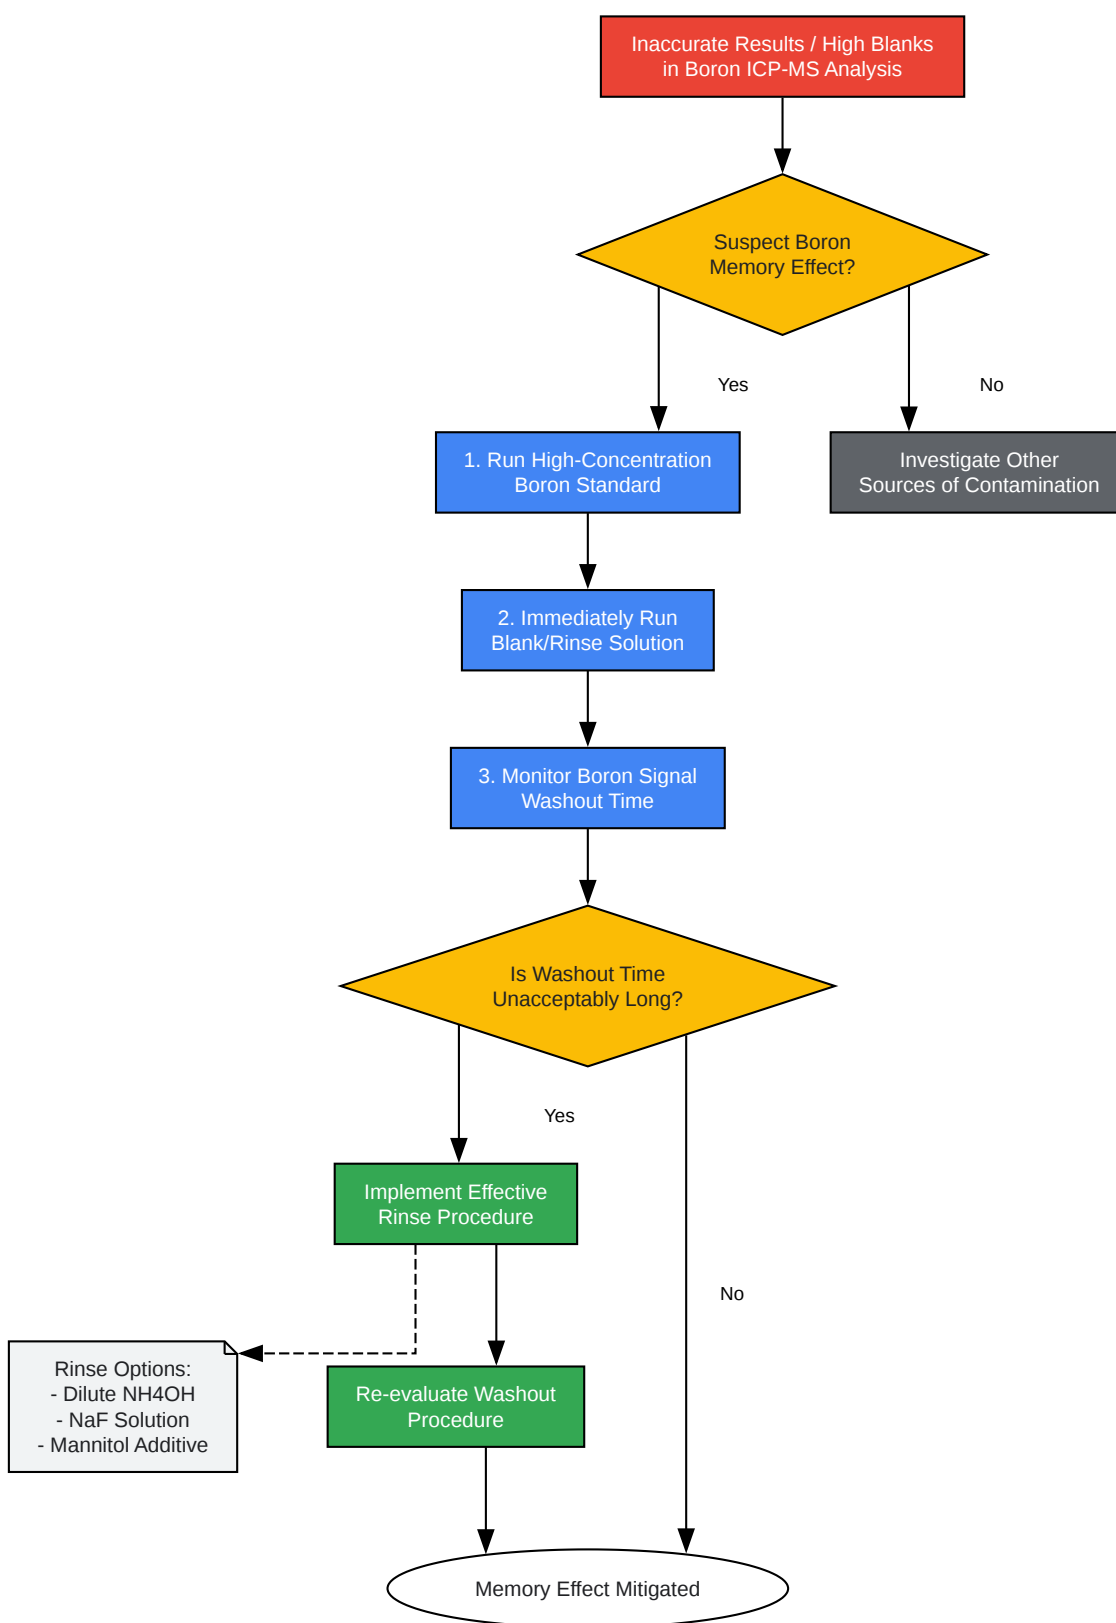 Inaccurate Results / High Blanks
in Boron ICP-MS Analysis
Suspect Boron
Memory Effect?
Yes
No
1. Run High-Concentration
Boron Standard
Investigate Other
Sources of Contamination
2. Immediately Run
Blank/Rinse Solution
3. Monitor Boron Signal
Washout Time
Is Washout Time
Unacceptably Long?
Yes
Implement Effective
Rinse Procedure
No
Rinse Options:
- Dilute NH4OH
- NaF Solution
- Mannitol Additive
Re-evaluate Washout
Procedure
Memory Effect Mitigated